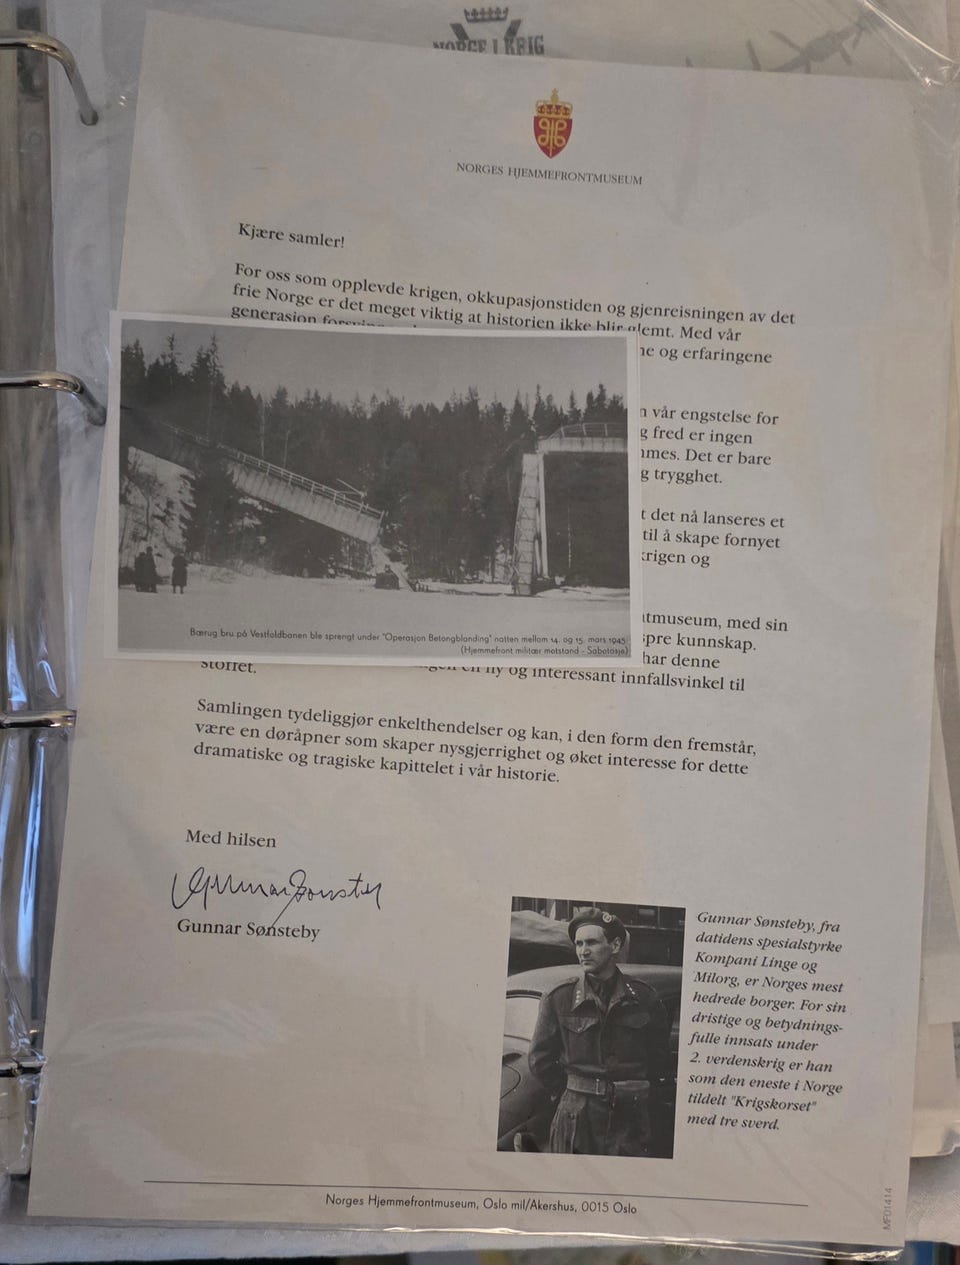 NORGE I KRIG
NORGES HJEMMEFRONTMUSEUM
Kjære samler!
For oss som opplevde krigen, okkupasjonstiden og gjenreisningen av det
frie Norge er det meget viktig at historien ikke blir glemt. Med vår
generasjon
og erfaringene
vår engstelse for
fred er ingen
Det er bare
trygghet.
det nå lanseres et
til å skape fornyet
krigen og
med sin
spre kunnskap.
har denne
stoffet.
en ny og interessant innfallsvinkel til
Bærug bru på Vestfoldbanen ble sprengt under "Operasjon Betongblanding" natten mellom 14. og 15. mars 1945.
(Hjemmefront militær motstand - Sabotasje)
Samlingen tydeliggjør enkelthendelser og kan, i den form den fremstår,
være en døråpner som skaper nysgjerrighet og øket interesse for dette
dramatiske og tragiske kapittelet i vår historie.
Med hilsen
Gunnar Sønsteby
Gunnar Sønsteby
Gunnar Sønsteby, fra
datidens spesialstyrke
Kompani Linge og
Milorg, er Norges mest
hedrede borger. For sin
dristige og betydnings-
fulle innsats under
2. verdenskrig er han
som den eneste i Norge
tildelt "Krigskorset"
med tre sverd.
Norges Hjemmefrontmuseum, Oslo mil/Akershus, 0015 Oslo
MF01414